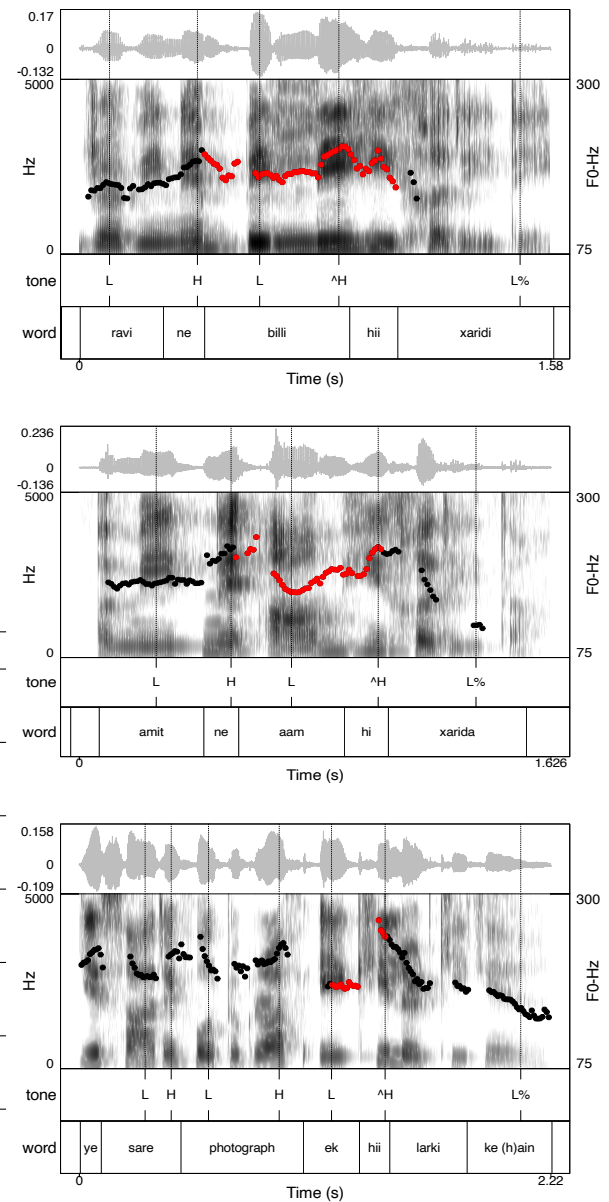 0.17
0
-0.132
5000 300
Hz F0-Hz
0 75
tone L H L ^H L%
word ravi ne billi hii xaridi
0 1.58
Time (s)
0.236
0
-0.136
5000 300
Hz F0-Hz
0 75
tone L H L ^H L%
word amit ne aam hi xarida
0 1.626
Time (s)
0.158
0
-0.109
5000 300
Hz F0-Hz
0 75
tone L H L H L ^H L%
word ye sare photograph ek hii larki ke (h)ain
0 2.22
Time (s)